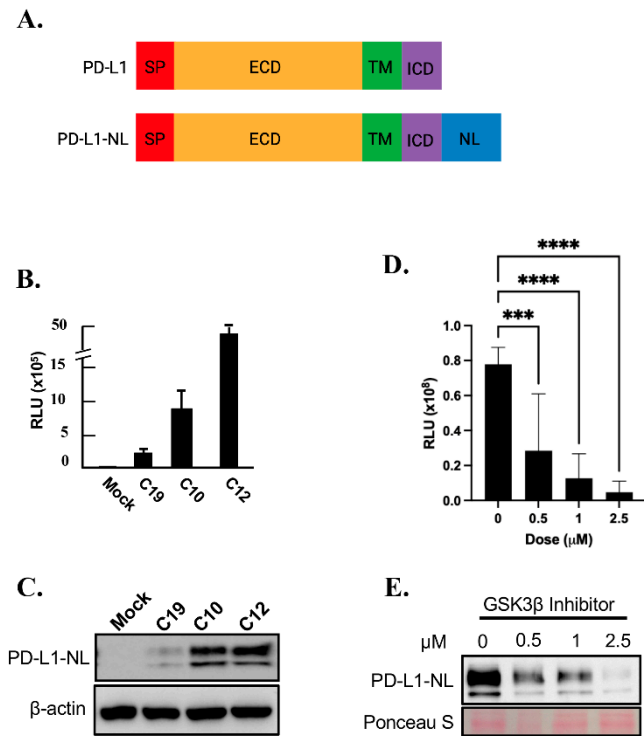 A.
PD-L1 SP ECD TM ICD
PD-L1-NL SP ECD TM ICD NL
B.
RLU (x10⁵)
50
15
10
5
0
Mock C19 C10 C12
D.
**** 
****
***
RLU (x10⁸)
1.0
0.8
0.6
0.4
0.2
0.0
0 0.5 1 2.5
Dose (μM)
C.
Mock C19 C10 C12
PD-L1-NL
β-actin
E.
GSK3β Inhibitor
μM 0 0.5 1 2.5
PD-L1-NL
Ponceau S